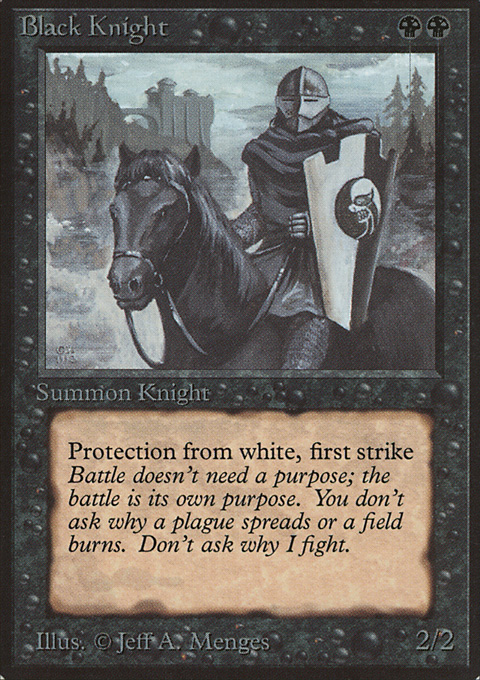 Black Knight
Summon Knight
Protection from white, first strike
Battle doesn't need a purpose; the
battle is its own purpose. You don't
ask why a plague spreads or a field
burns. Don't ask why I fight.
Illus. © Jeff A. Menges
2/2